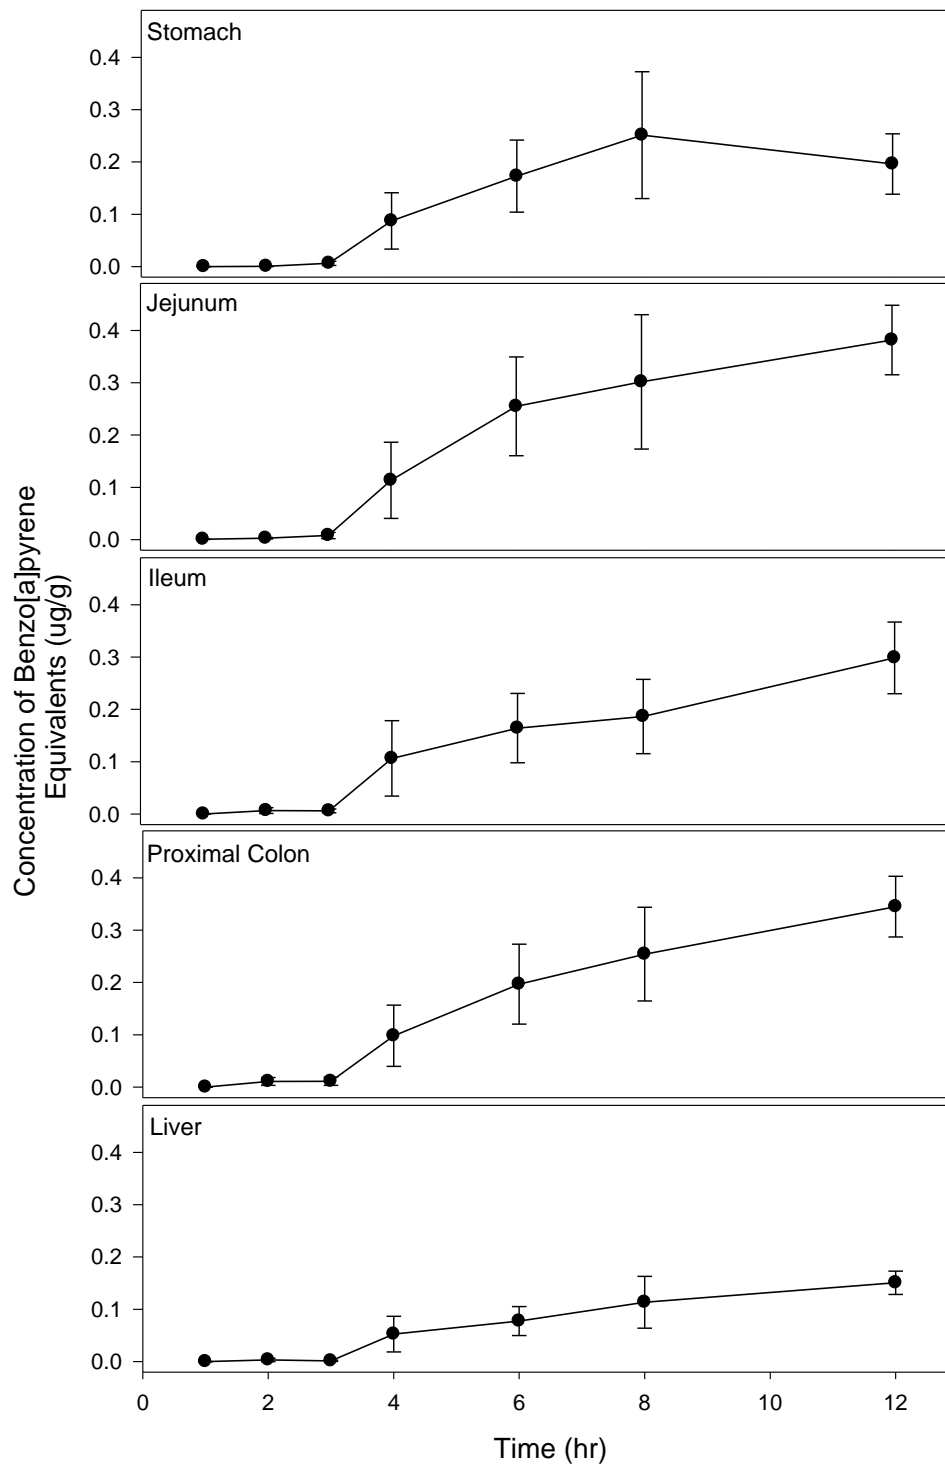 Stomach
0.4
0.3
0.2
0.1
0.0
Jejunum
0.4
0.3
0.2
0.1
0.0
Concentration of Benzo[a]pyrene
Equivalents (ug/g)
Ileum
0.4
0.3
0.2
0.1
0.0
Proximal Colon
0.4
0.3
0.2
0.1
0.0
Liver
0.4
0.3
0.2
0.1
0.0
0 2 4 6 8 10 12
Time (hr)